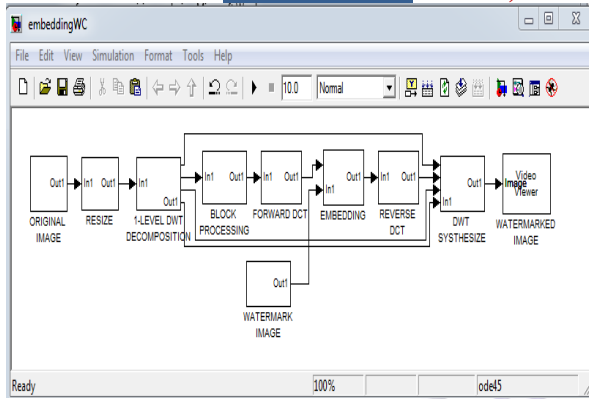 embeddingWC
File Edit View Simulation Format Tools Help
10.0 Normal
Out1 In1 Out1 In1 Out1 In1 Out1 In1 Out1 Out1 In1 Out1 In1 Out1 Image Video Viewer
ORIGINAL IMAGE
RESIZE
1-LEVEL DWT DECOMPOSITION
BLOCK PROCESSING
FORWARD DCT
In1
EMBEDDING
REVERSE DCT
DWT SYSTHESIZE
WATERMARKED IMAGE
Out1
WATERMARK IMAGE
Ready 100% ode45